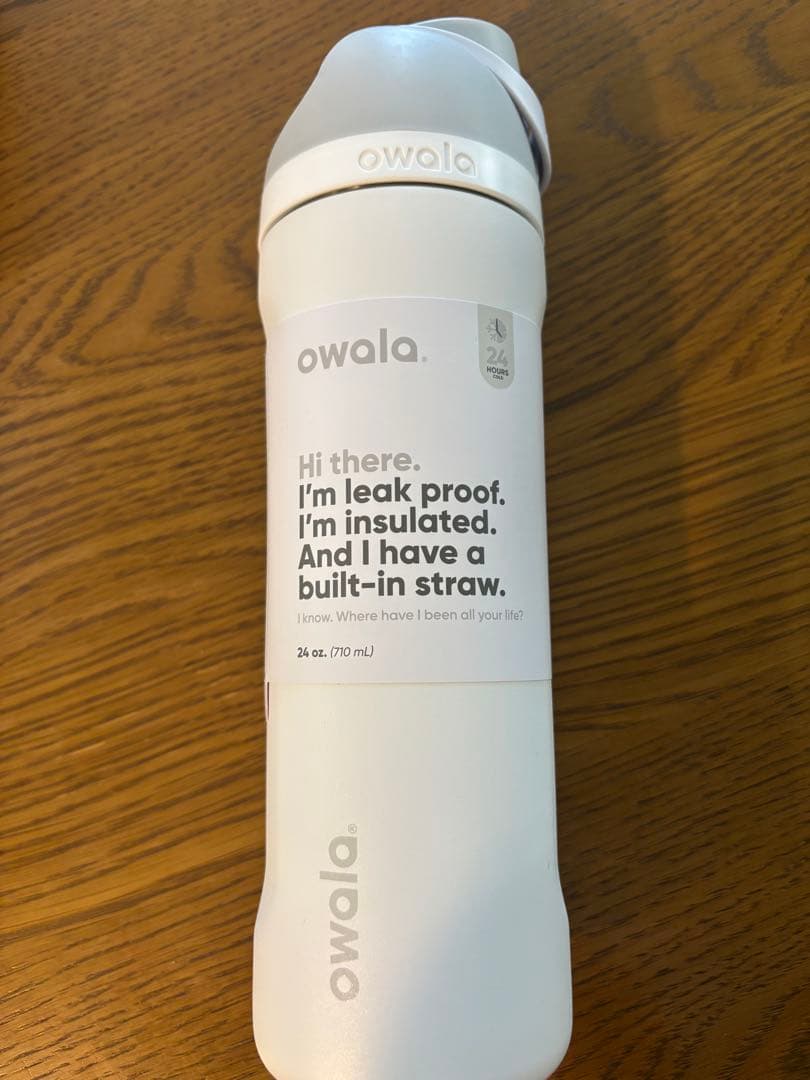 owala
owala®
24
HOURS
COLD
Hi there.
I'm leak proof.
I'm insulated.
And I have a
built-in straw.
I know. Where have I been all your life?
24 oz. (710 mL)
owala®